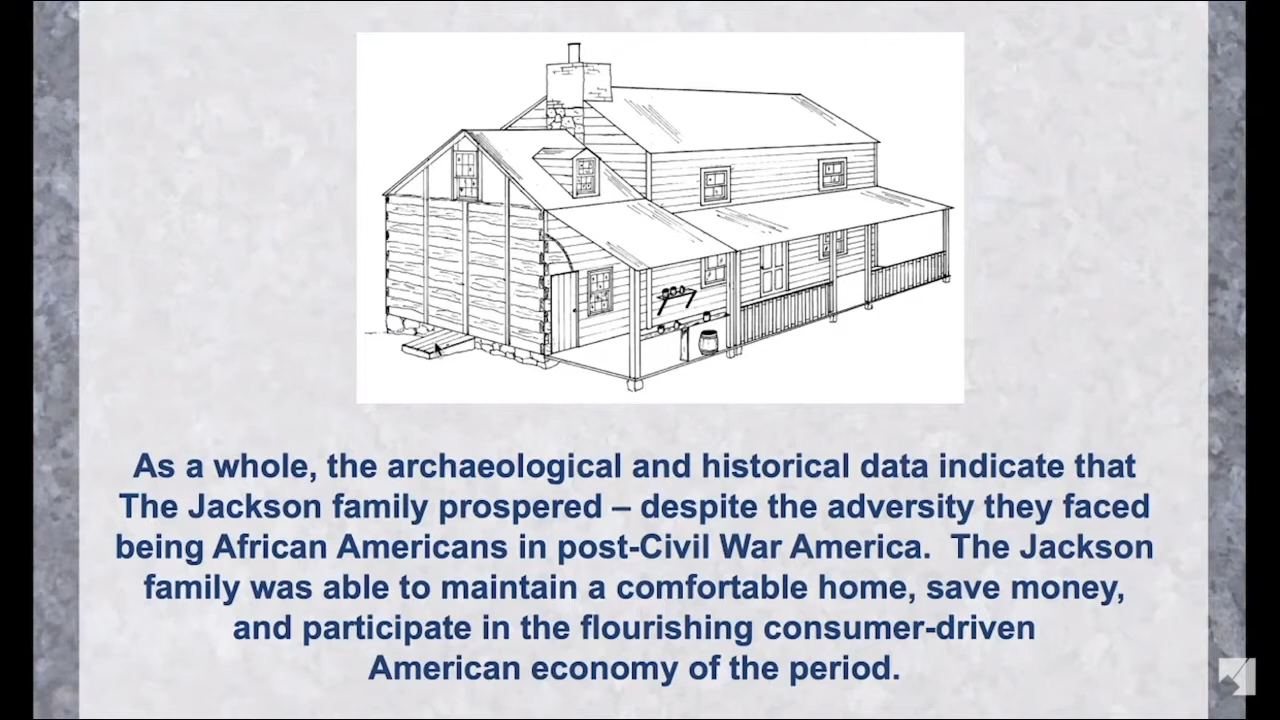 As a whole, the archaeological and historical data indicate that
The Jackson family prospered – despite the adversity they faced
being African Americans in post-Civil War America.  The Jackson
family was able to maintain a comfortable home, save money,
and participate in the flourishing consumer-driven
American economy of the period.